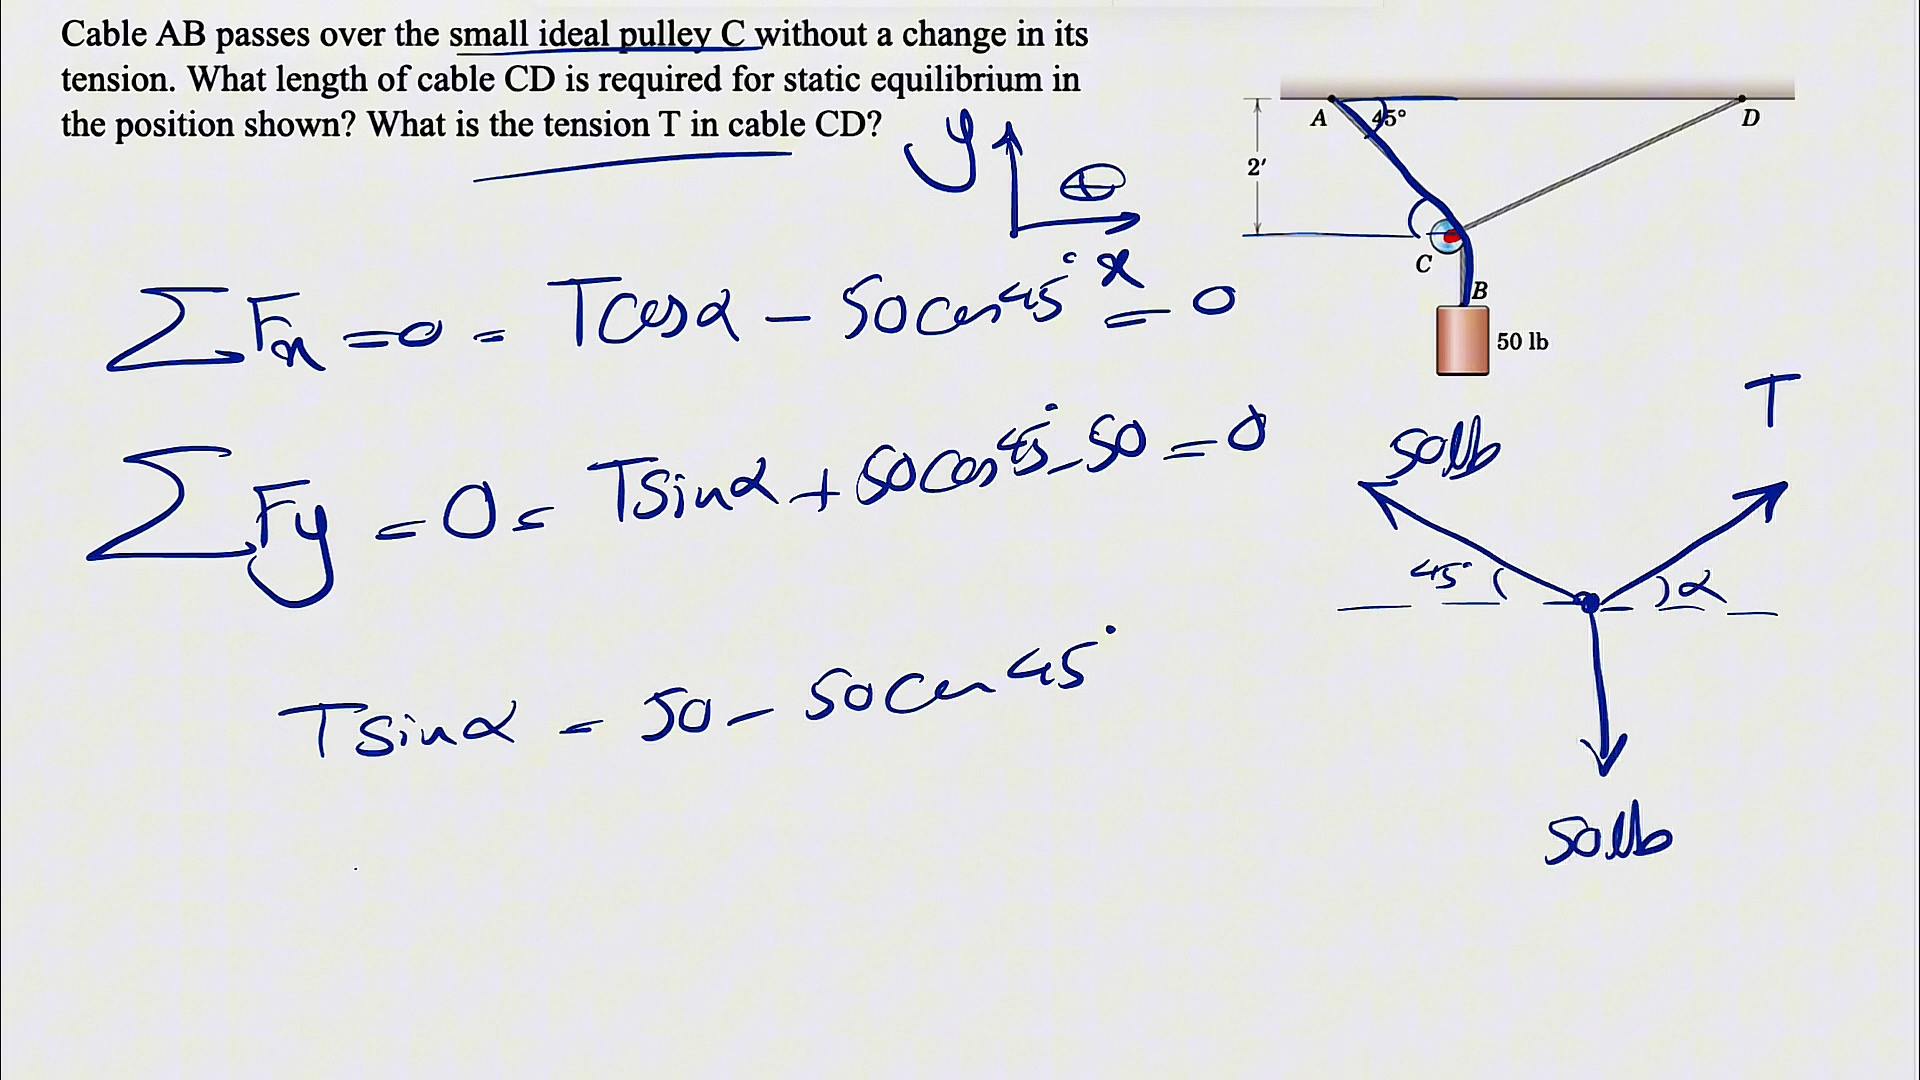 Cable AB passes over the small ideal pulley C without a change in its
tension. What length of cable CD is required for static equilibrium in
the position shown? What is the tension T in cable CD?
A 45° D
2'
C
B
50 lb
y
⊕
x
ΣFx = 0 = Tcosα - 50cos45° = 0
ΣFy = 0 = Tsinα + 50cos45° - 50 = 0
Tsinα = 50 - 50cos45°
T
50lb
45° α
50lb